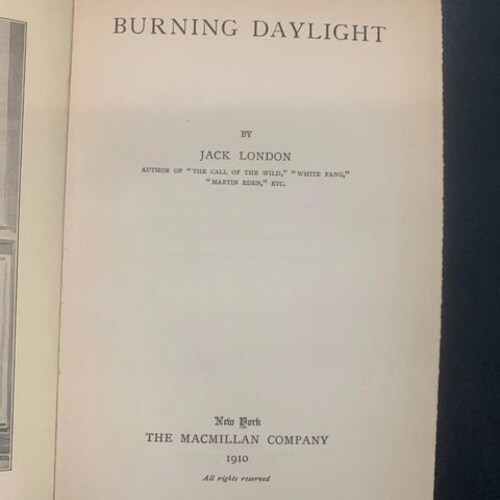 BURNING DAYLIGHT
BY
JACK LONDON
AUTHOR OF "THE CALL OF THE WILD," "WHITE FANG,"
"MARTIN EDEN," ETC.
New York
THE MACMILLAN COMPANY
1910
All rights reserved